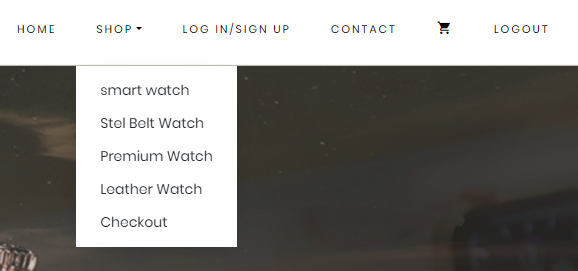 HOME SHOP LOG IN/SIGN UP CONTACT LOGOUT
smart watch
Stel Belt Watch
Premium Watch
Leather Watch
Checkout